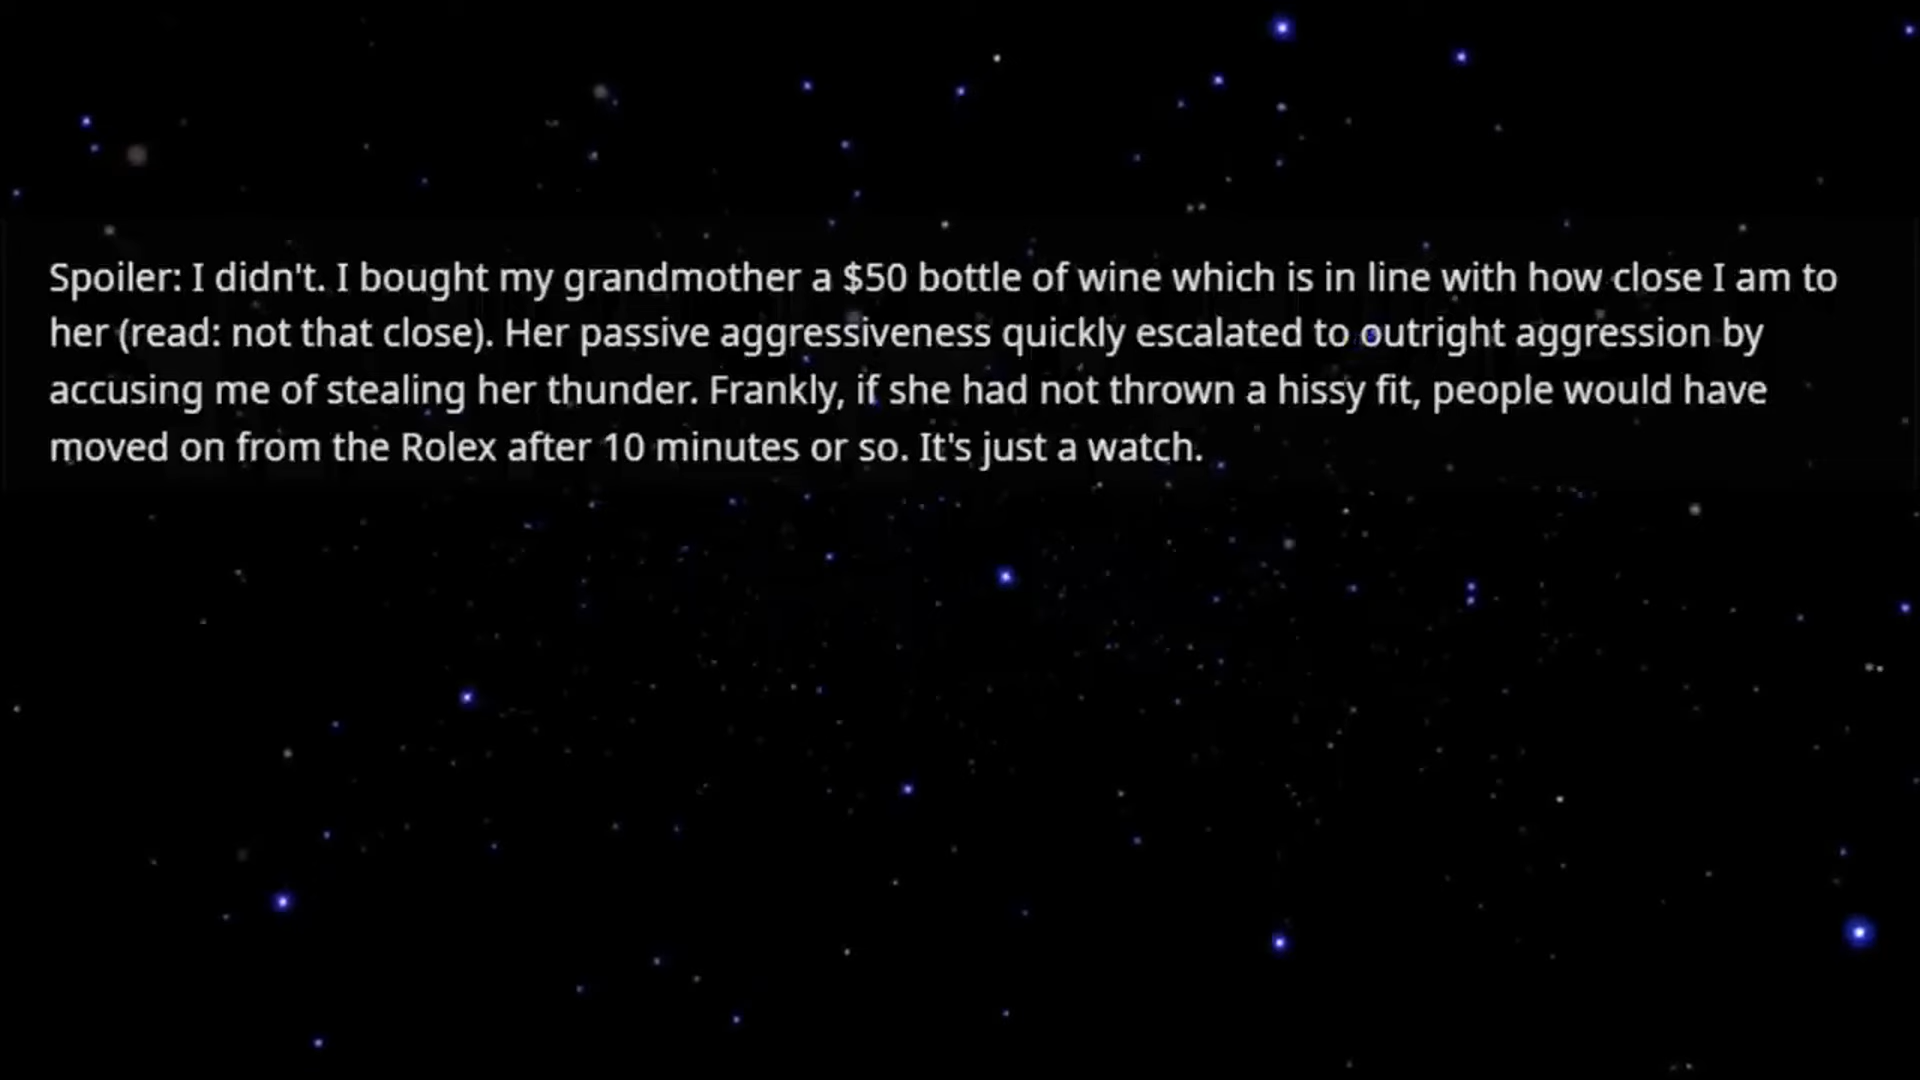 Spoiler: I didn't. I bought my grandmother a $50 bottle of wine which is in line with how close I am to
her (read: not that close). Her passive aggressiveness quickly escalated to outright aggression by
accusing me of stealing her thunder. Frankly, if she had not thrown a hissy fit, people would have
moved on from the Rolex after 10 minutes or so. It's just a watch.